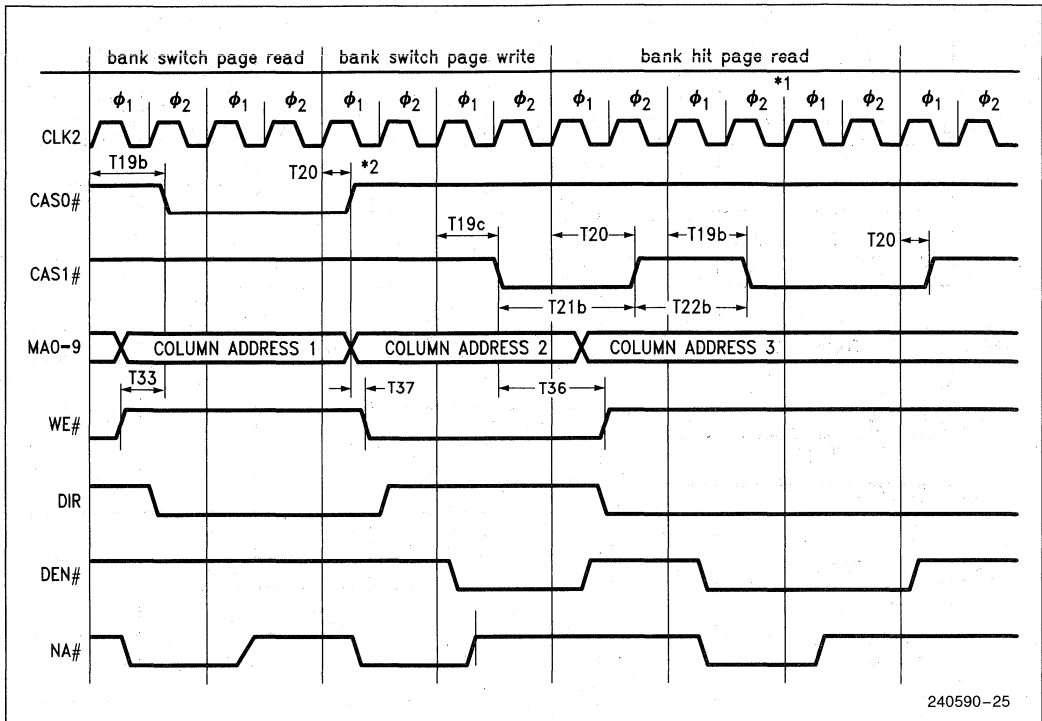 bank switch page read bank switch page write bank hit page read
*1
ϕ1 ϕ2 ϕ1 ϕ2 ϕ1 ϕ2 ϕ1 ϕ2 ϕ1 ϕ2 ϕ1 ϕ2 ϕ1 ϕ2 ϕ1 ϕ2
CLK2
T19b T20 *2
CAS0#
T19c T20 T19b T20
CAS1#
T21b T22b
MA0-9 COLUMN ADDRESS 1 COLUMN ADDRESS 2 COLUMN ADDRESS 3
T33 T37 T36
WE#
DIR
DEN#
NA#
240590-25